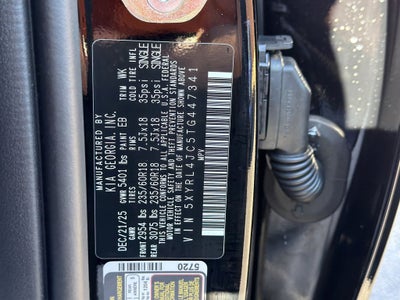 MANUFACTURED BY
KIA GEORGIA, INC.
DEC/21/25 PAINT EB TRIM WK
GVWR 5401 lbs TIRES RIMS COLD TIRE INFL
FRONT 2954 lbs 235/60R18 7.5Jx18 35psi SINGLE
REAR 3075 lbs 235/60R18 7.5Jx18 35psi SINGLE
THIS VEHICLE CONFORMS TO ALL APPLICABLE U.S.A. FEDERAL
MOTOR VEHICLE SAFETY AND THEFT PREVENTION STANDARDS
IN EFFECT ON THE DATE OF MANUFACTURE SHOWN ABOVE
VIN 5XYRL4JC5TG447341
MPV
5720